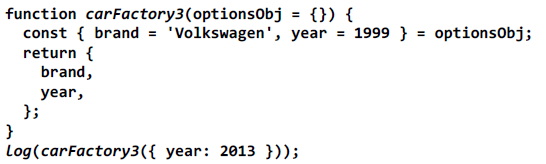 function carFactory3(optionsObj = {}) {
  const { brand = 'Volkswagen', year = 1999 } = optionsObj;
  return {
    brand,
    year,
  };
}
log(carFactory3({ year: 2013 }));